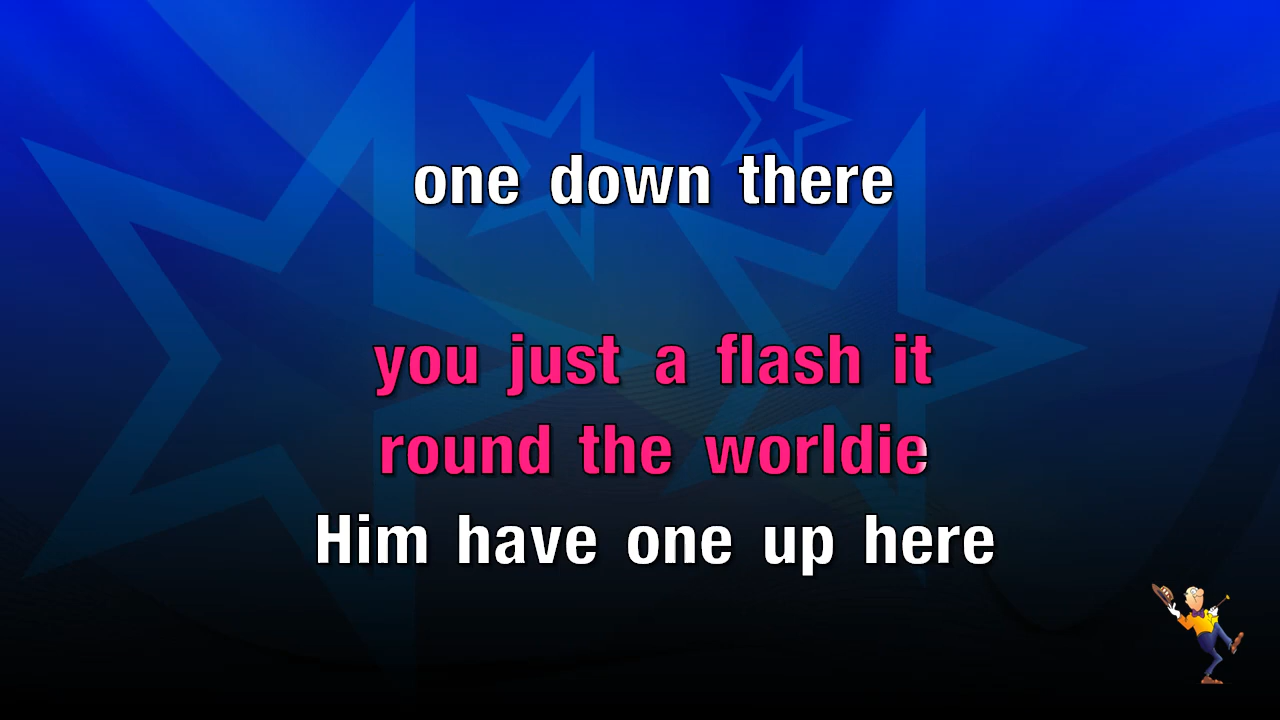 one down there
you just a flash it
round the worldie
Him have one up here